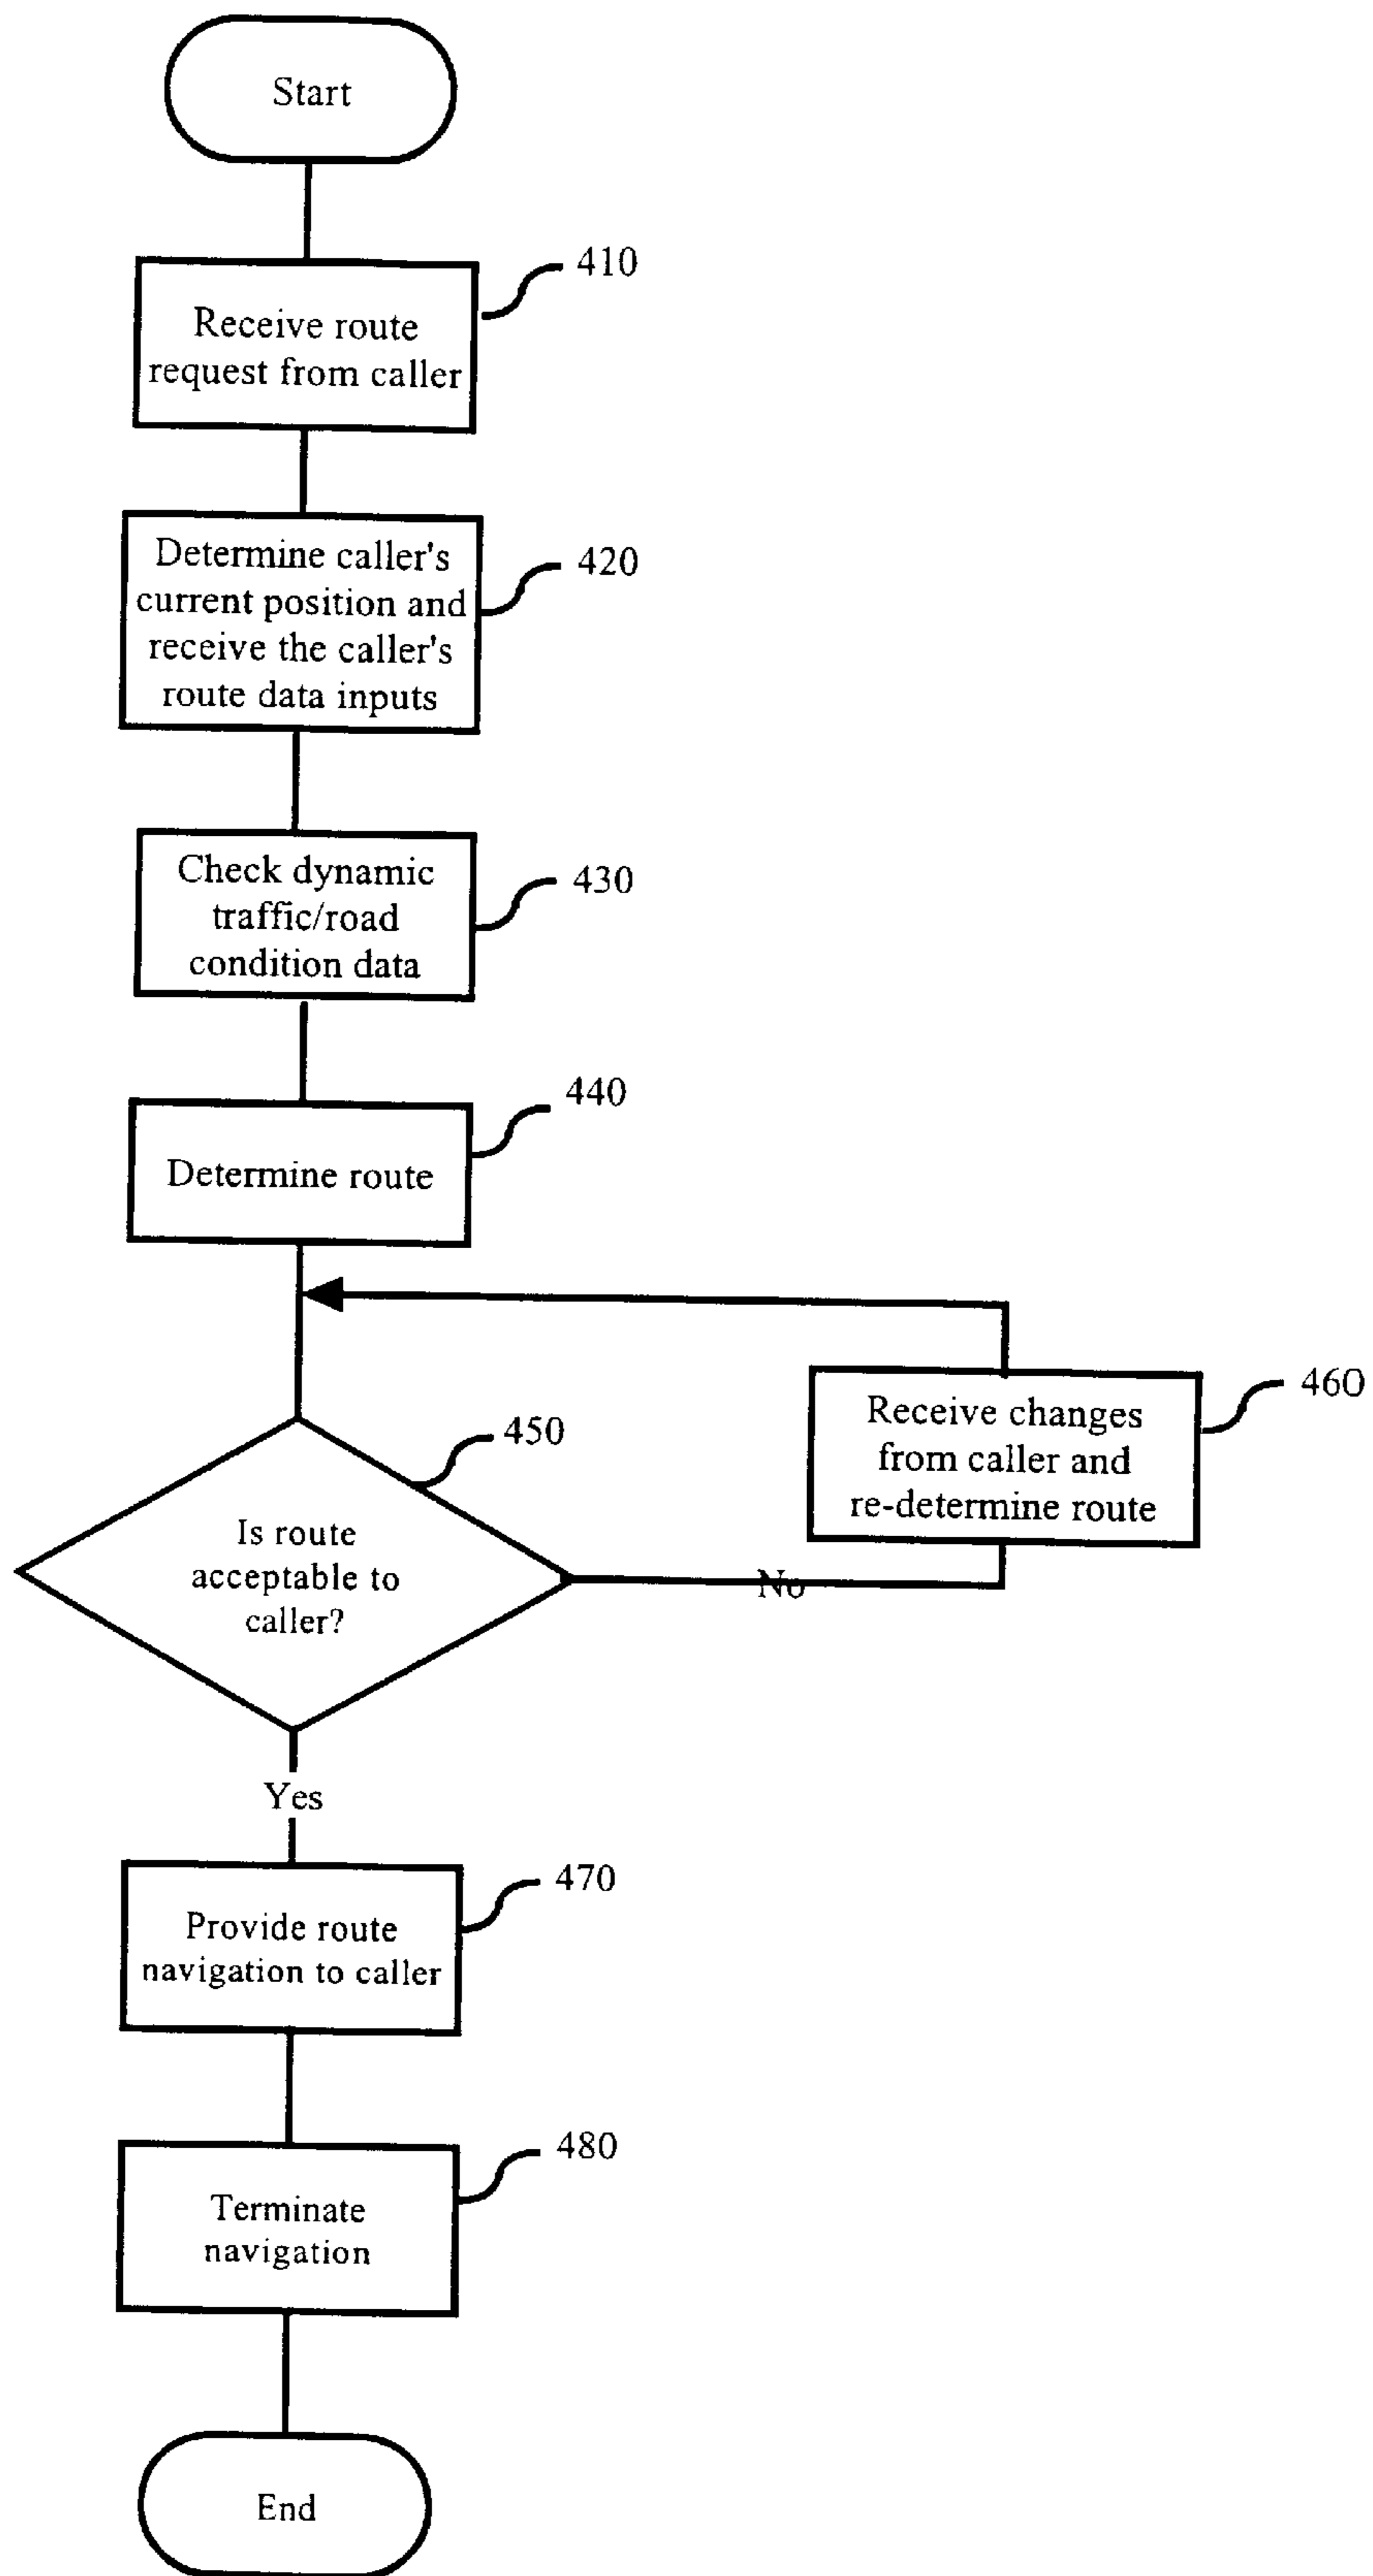 Start
410
Receive route
request from caller
420
Determine caller's
current position and
receive the caller's
route data inputs
430
Check dynamic
traffic/road
condition data
440
Determine route
460
Receive changes
from caller and
re-determine route
450
Is route
acceptable to
caller?
No
Yes
470
Provide route
navigation to caller
480
Terminate
navigation
End